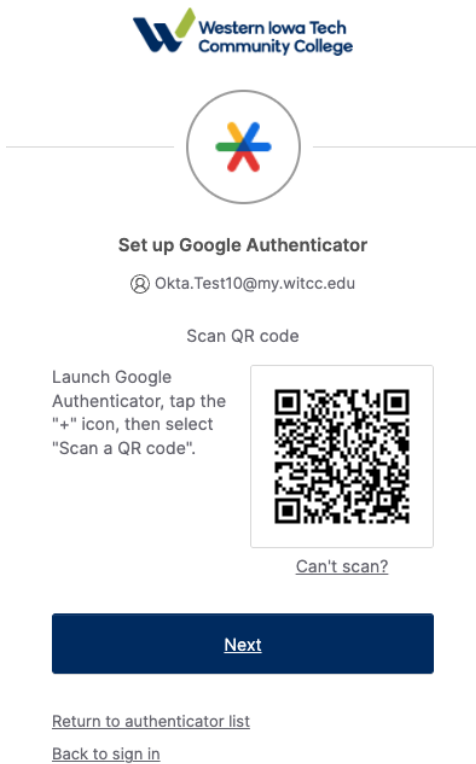 Western Iowa Tech
Community College
Set up Google Authenticator
Okta.Test10@my.witcc.edu
Scan QR code
Launch Google
Authenticator, tap the
"+" icon, then select
"Scan a QR code".
Can't scan?
Next
Return to authenticator list
Back to sign in